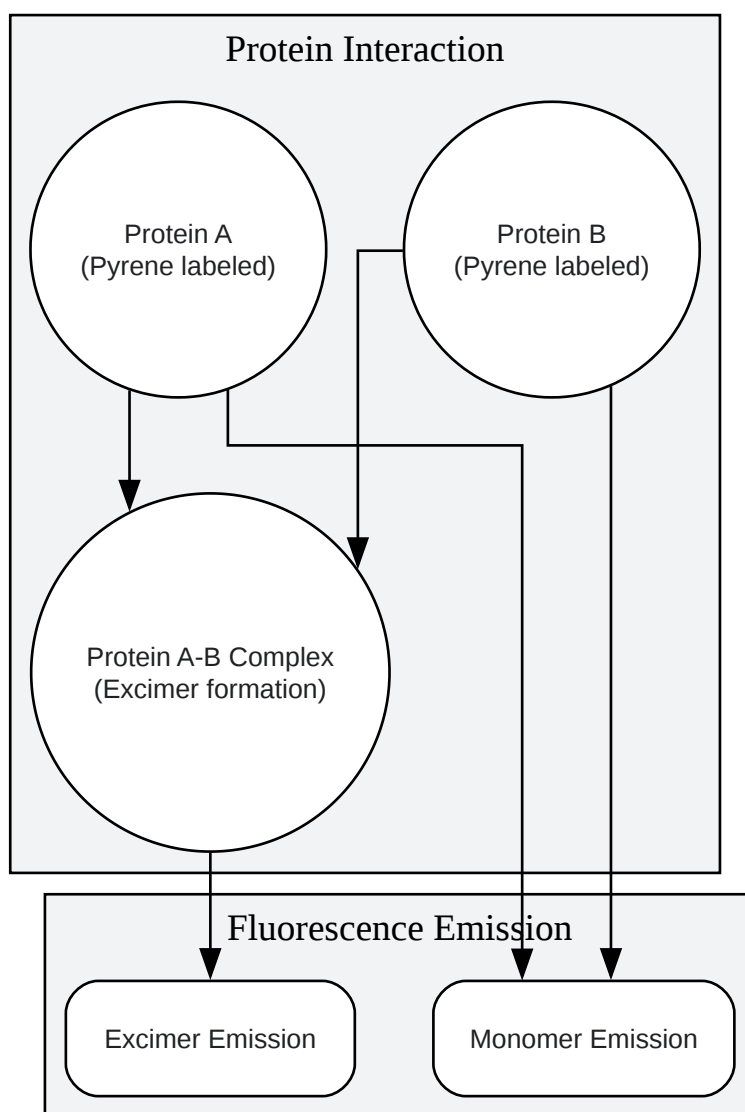 Protein Interaction
Protein A
(Pyrene labeled)
Protein B
(Pyrene labeled)
Protein A-B Complex
(Excimer formation)
Fluorescence Emission
Excimer Emission
Monomer Emission